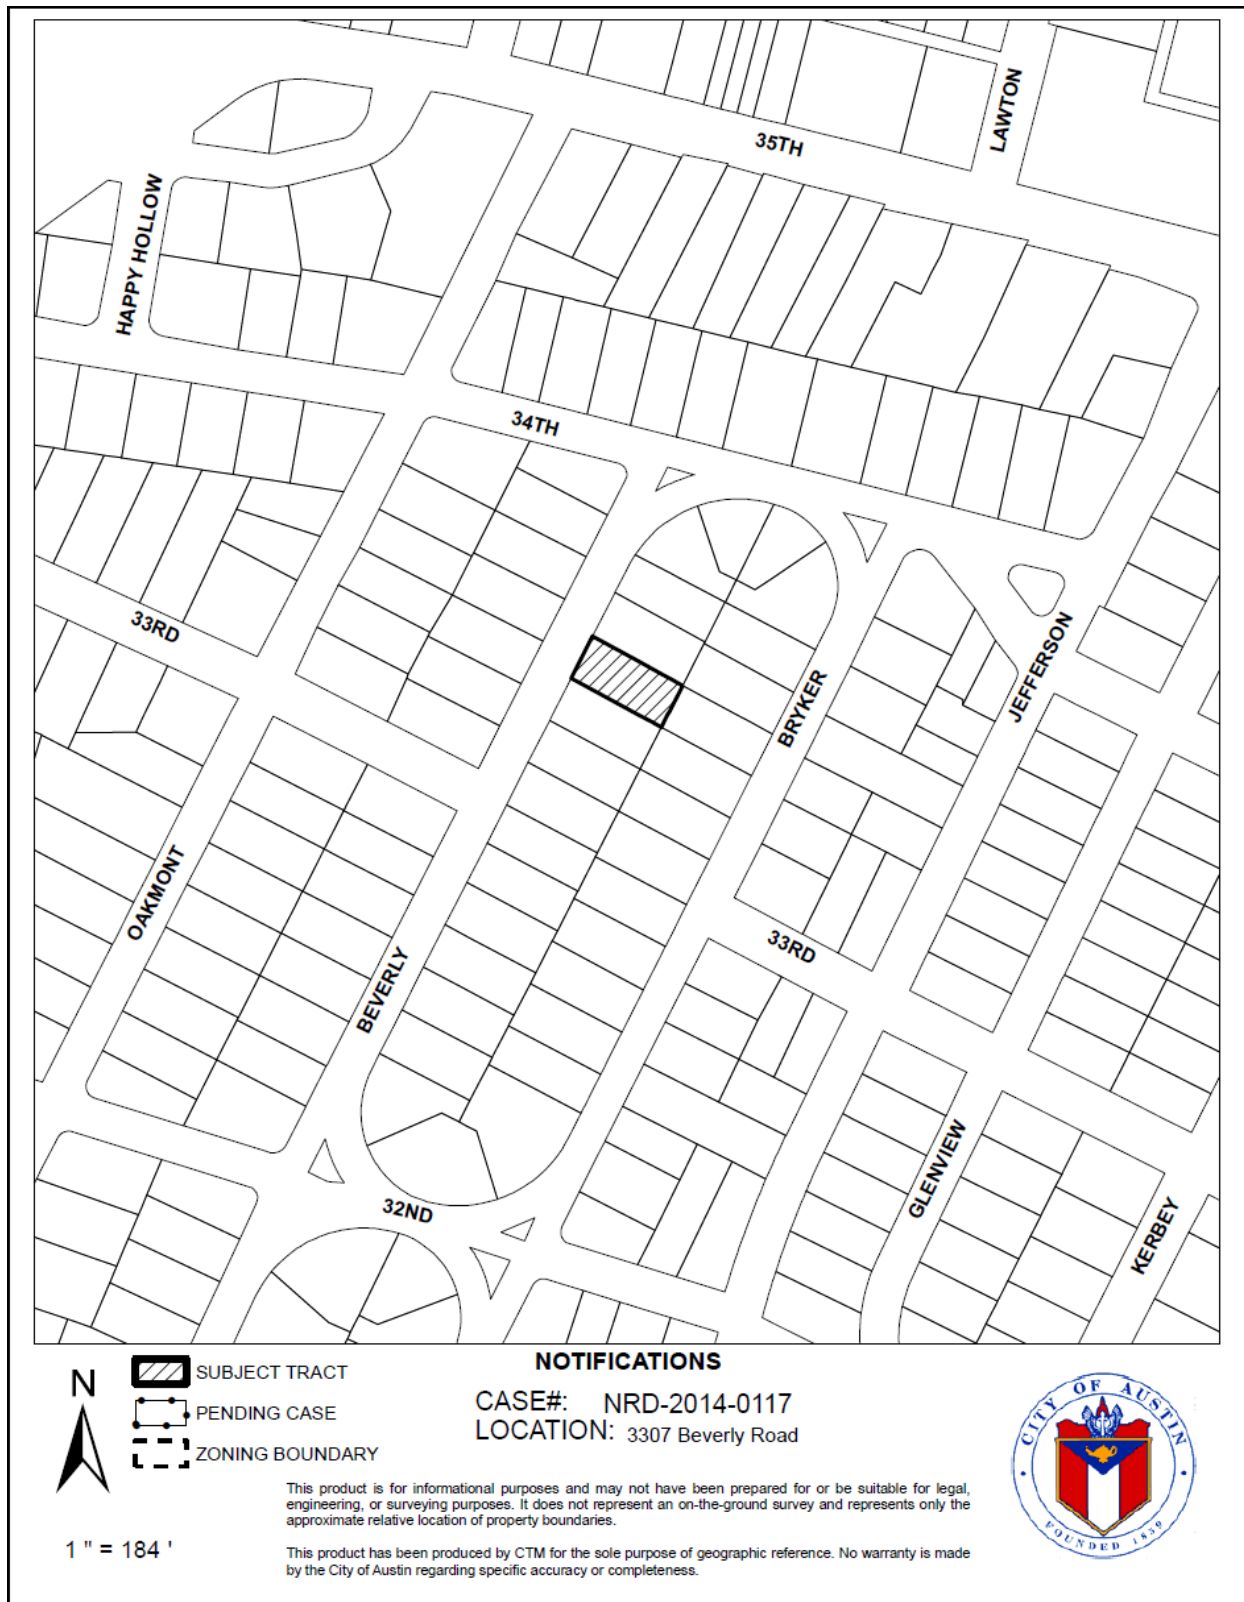 LAWTON
35TH
HAPPY HOLLOW
34TH
33RD
JEFFERSON
BRYKER
OAKMONT
33RD
BEVERLY
GLENVIEW
32ND
KERBEY
N
1 " = 184 '
SUBJECT TRACT
PENDING CASE
ZONING BOUNDARY
NOTIFICATIONS
CASE#: NRD-2014-0117
LOCATION: 3307 Beverly Road
This product is for informational purposes and may not have been prepared for or be suitable for legal,
engineering, or surveying purposes. It does not represent an on-the-ground survey and represents only the
approximate relative location of property boundaries.
This product has been produced by CTM for the sole purpose of geographic reference. No warranty is made
by the City of Austin regarding specific accuracy or completeness.
CITY OF AUSTIN
FOUNDED 1839